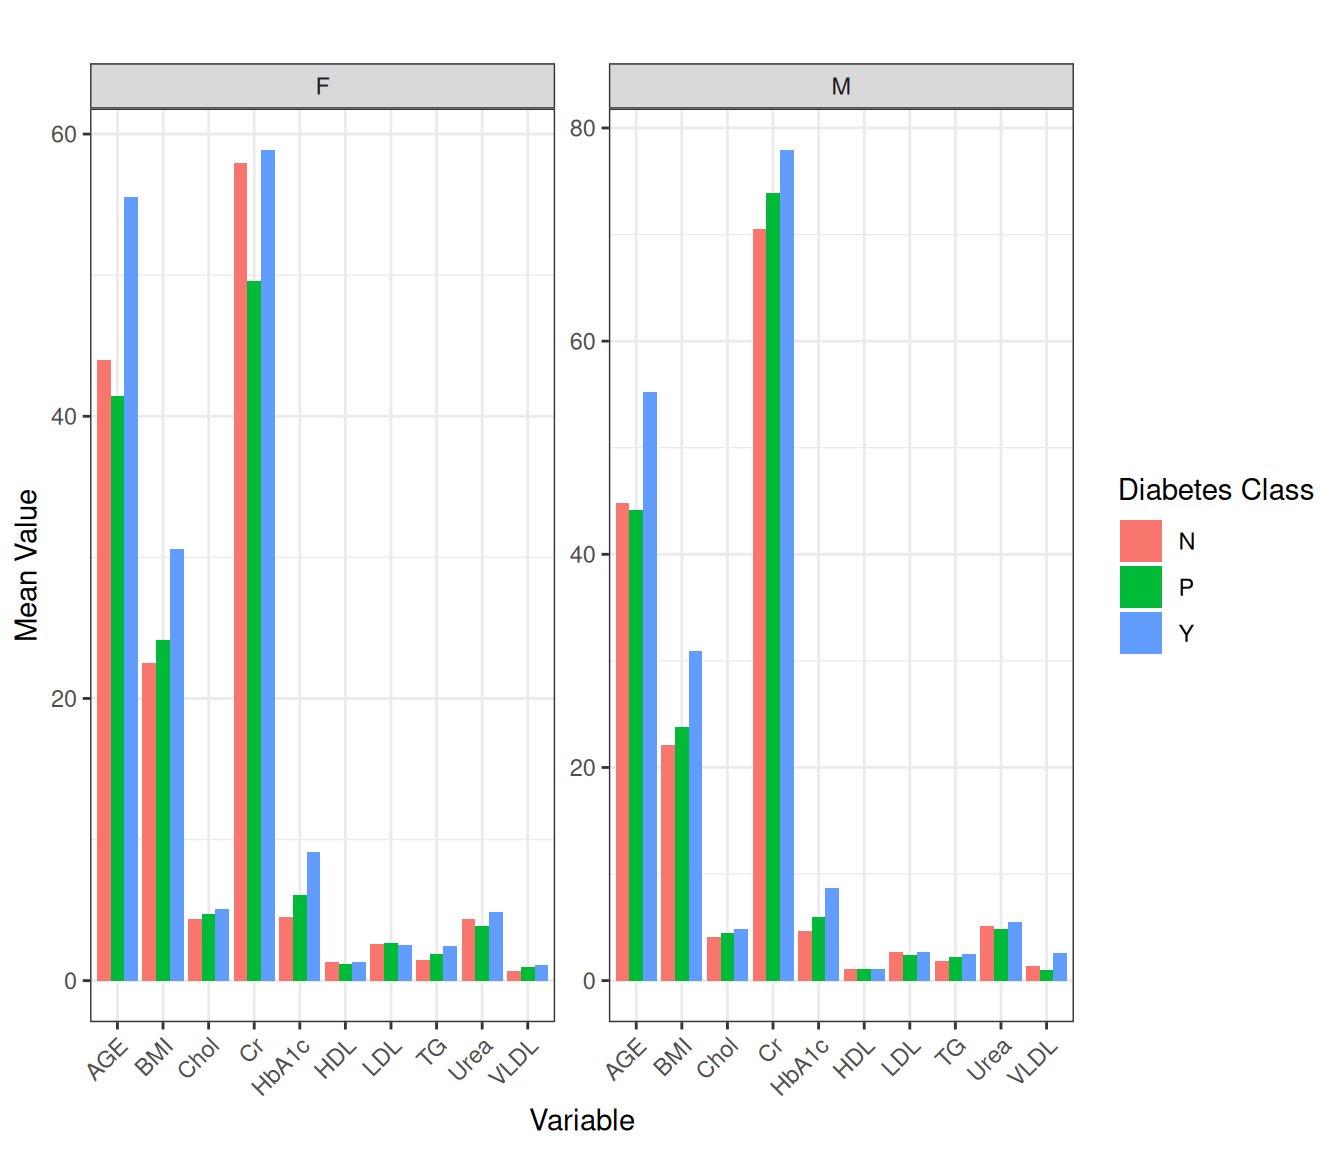 F
M
60
40
20
0
80
60
40
20
0
Mean Value
AGE
BMI
Chol
Cr
HbA1c
HDL
LDL
TG
Urea
VLDL
AGE
BMI
Chol
Cr
HbA1c
HDL
LDL
TG
Urea
VLDL
Variable
Diabetes Class
N
P
Y